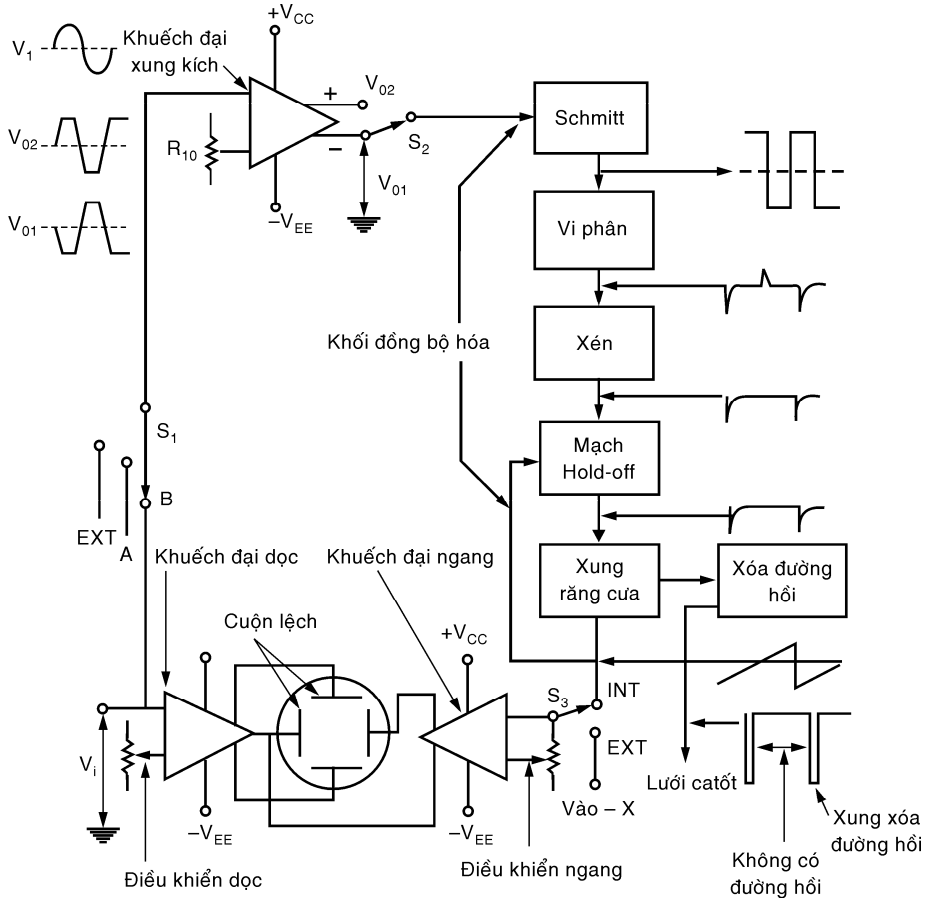 +VCC
V1
Khuếch đại
xung kích
+
V02
V02
Schmitt
R10
−
S2
V01
V01
–VEE
Vi phân
Khối đồng bộ hóa
Xén
S1
Mạch
Hold-off
B
EXT
A
Khuếch đại dọc
Khuếch đại ngang
Xung
răng cưa
Xóa đường
hồi
Cuộn lệch
+VCC
S3
INT
EXT
Vi
Lưới catốt
Vào – X
–VEE
–VEE
Xung xóa
đường hồi
Không có
đường hồi
Điều khiển dọc
Điều khiển ngang